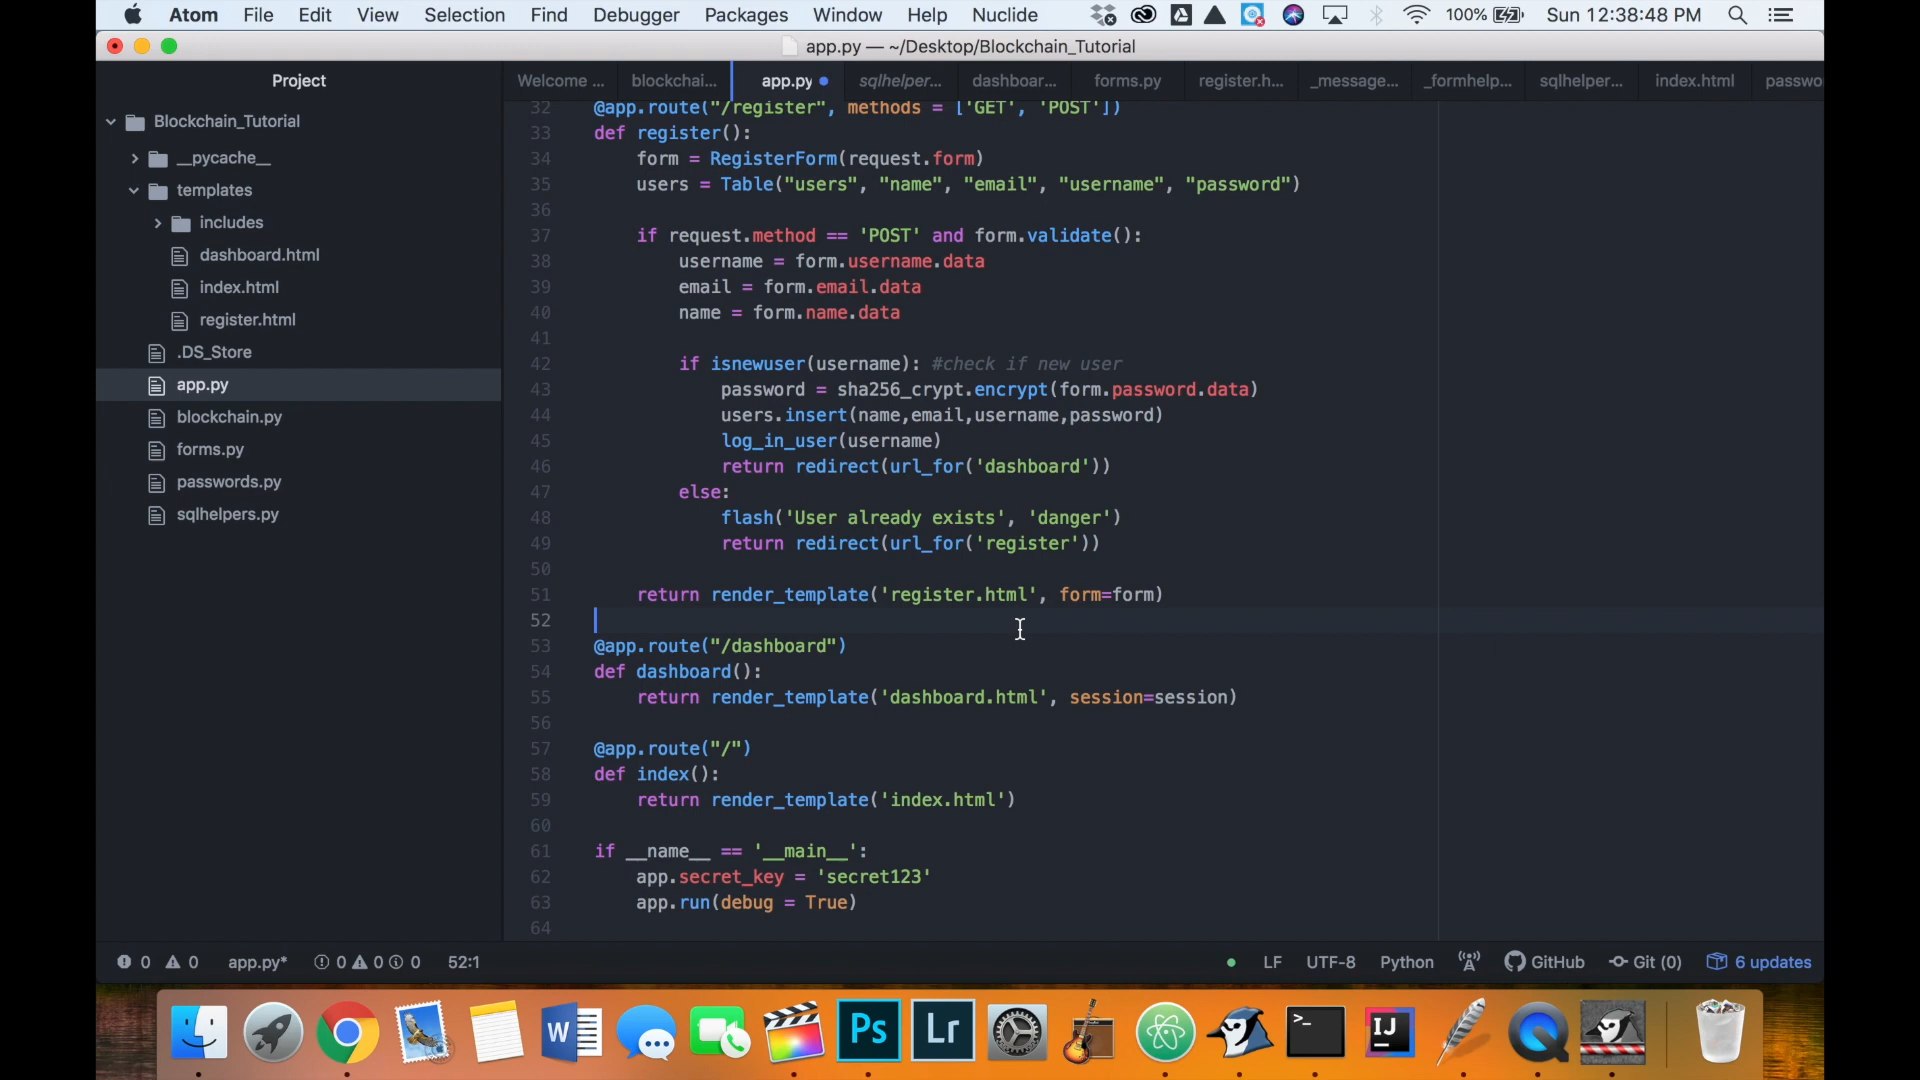 Atom File Edit View Selection Find Debugger Packages Window Help Nuclide 100% Sun 12:38:48 PM
app.py — ~/Desktop/Blockchain_Tutorial
Project
Welcome ... blockchai... app.py sqlhelper... dashboar... forms.py register.h... _message... _formhelp... sqlhelper... index.html passwo
Blockchain_Tutorial
__pycache__
templates
includes
dashboard.html
index.html
register.html
.DS_Store
app.py
blockchain.py
forms.py
passwords.py
sqlhelpers.py
32 @app.route("/register", methods = ['GET', 'POST'])
33 def register():
34 form = RegisterForm(request.form)
35 users = Table("users", "name", "email", "username", "password")
36
37 if request.method == 'POST' and form.validate():
38 username = form.username.data
39 email = form.email.data
40 name = form.name.data
41
42 if isnewuser(username): #check if new user
43 password = sha256_crypt.encrypt(form.password.data)
44 users.insert(name,email,username,password)
45 log_in_user(username)
46 return redirect(url_for('dashboard'))
47 else:
48 flash('User already exists', 'danger')
49 return redirect(url_for('register'))
50
51 return render_template('register.html', form=form)
52
53 @app.route("/dashboard")
54 def dashboard():
55 return render_template('dashboard.html', session=session)
56
57 @app.route("/")
58 def index():
59 return render_template('index.html')
60
61 if __name__ == '__main__':
62 app.secret_key = 'secret123'
63 app.run(debug = True)
64
0 0 app.py* 0 0 0 52:1 LF UTF-8 Python GitHub Git (0) 6 updates
W Ps Lr >_ IJ